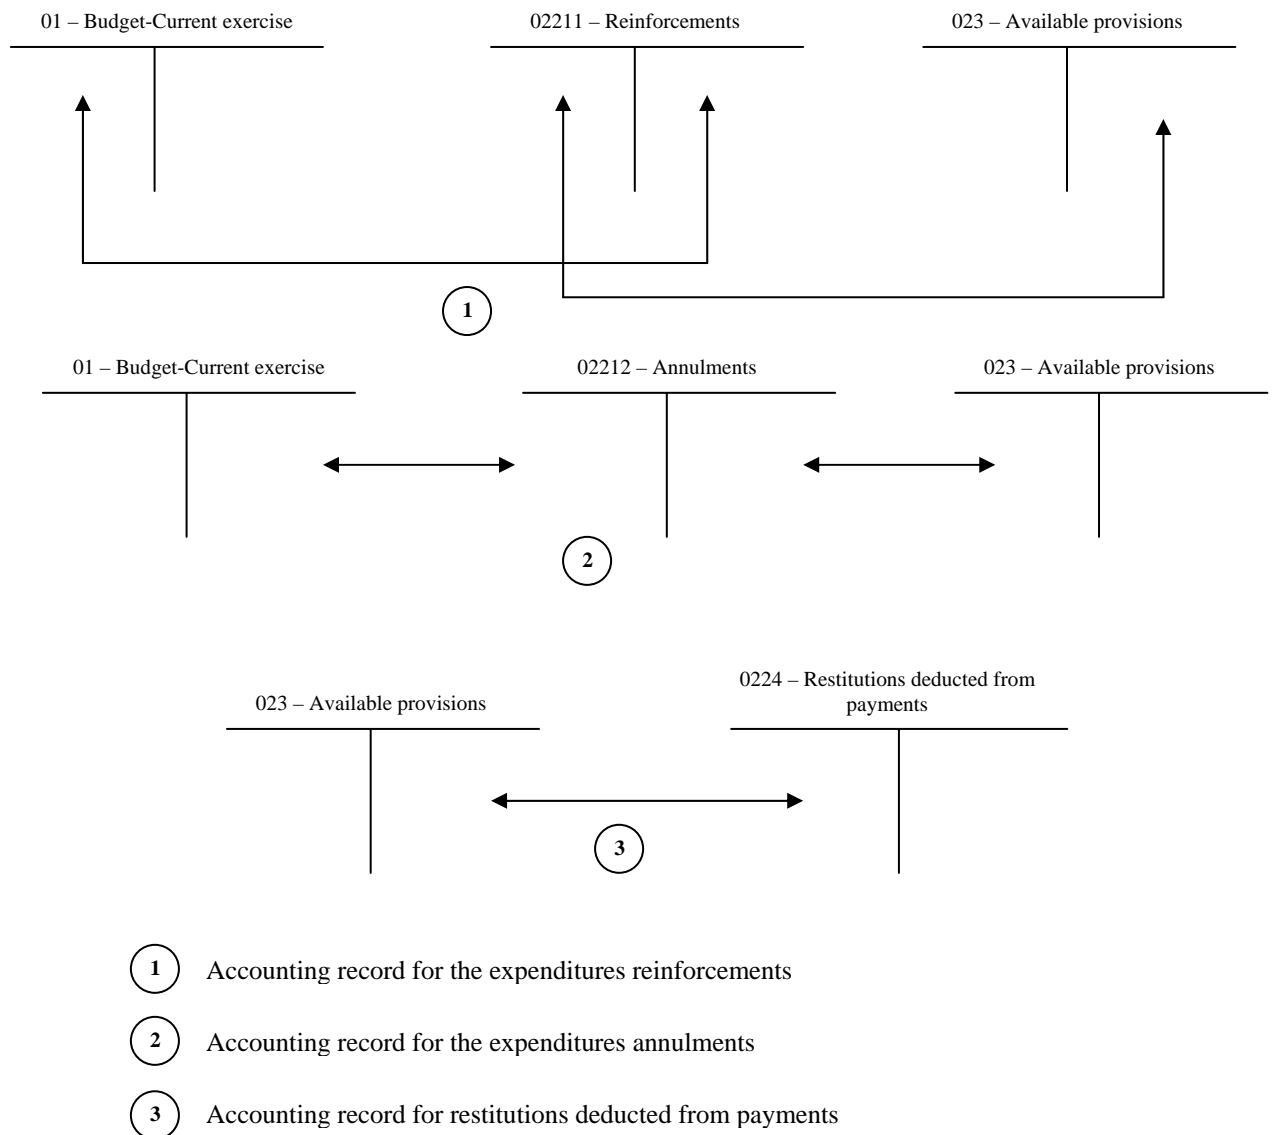 01 – Budget-Current exercise
02211 – Reinforcements
023 – Available provisions
1
01 – Budget-Current exercise
02212 – Annulments
023 – Available provisions
2
023 – Available provisions
0224 – Restitutions deducted from
payments
3
1 Accounting record for the expenditures reinforcements
2 Accounting record for the expenditures annulments
3 Accounting record for restitutions deducted from payments